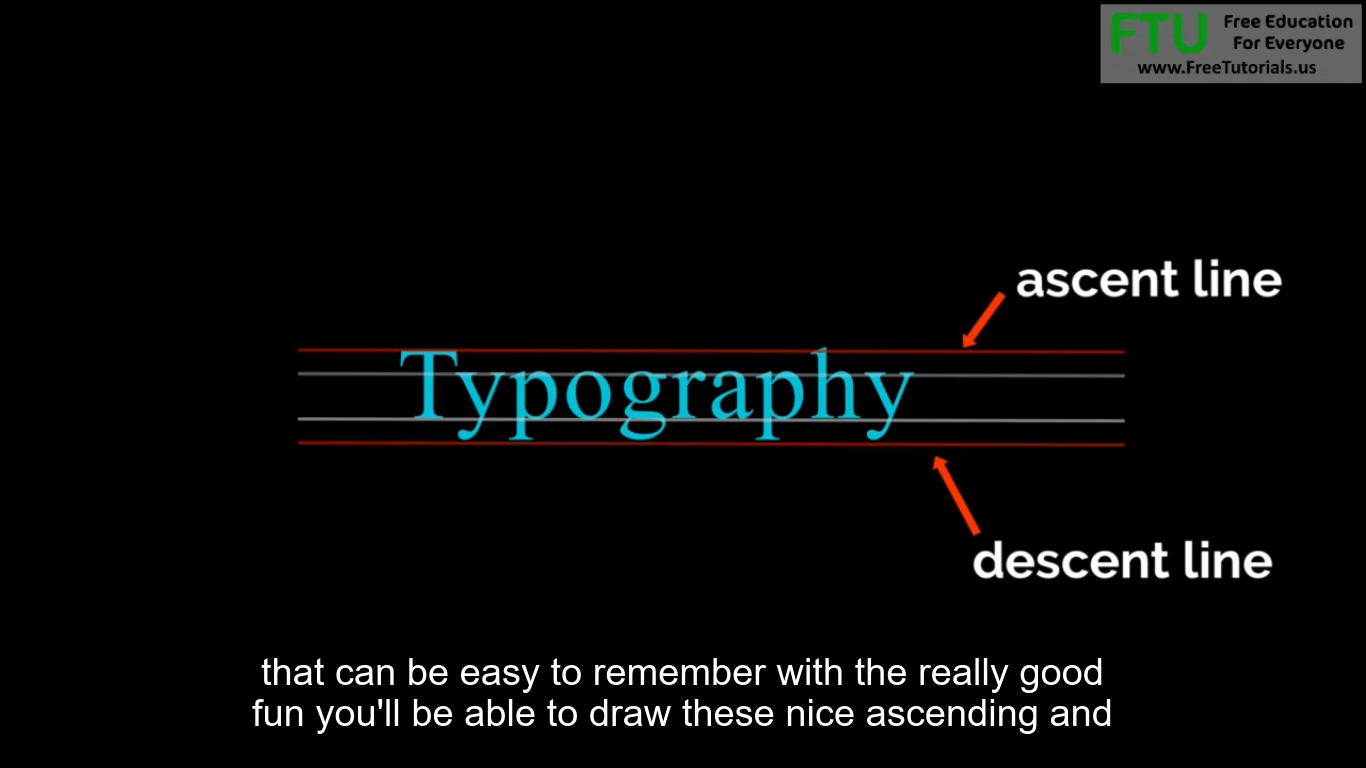 FTU Free Education
For Everyone
www.FreeTutorials.us
ascent line
Typography
descent line
that can be easy to remember with the really good
fun you'll be able to draw these nice ascending and